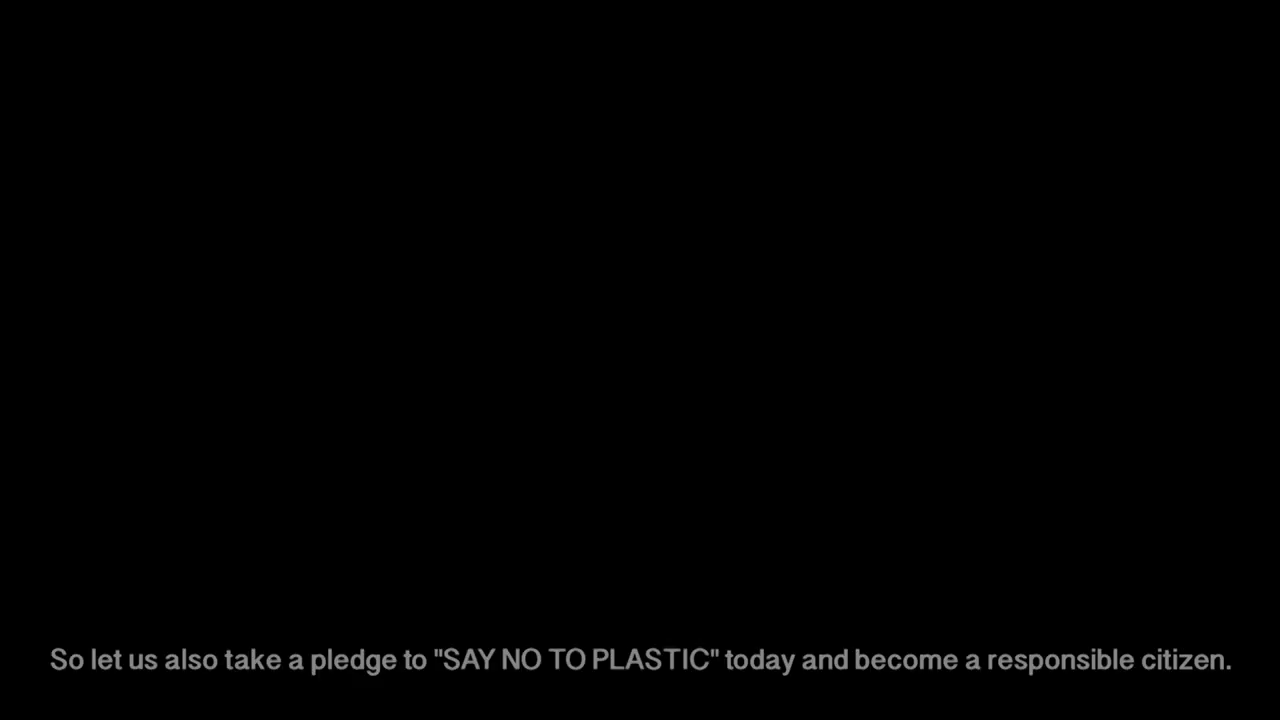 So let us also take a pledge to "SAY NO TO PLASTIC" today and become a responsible citizen.